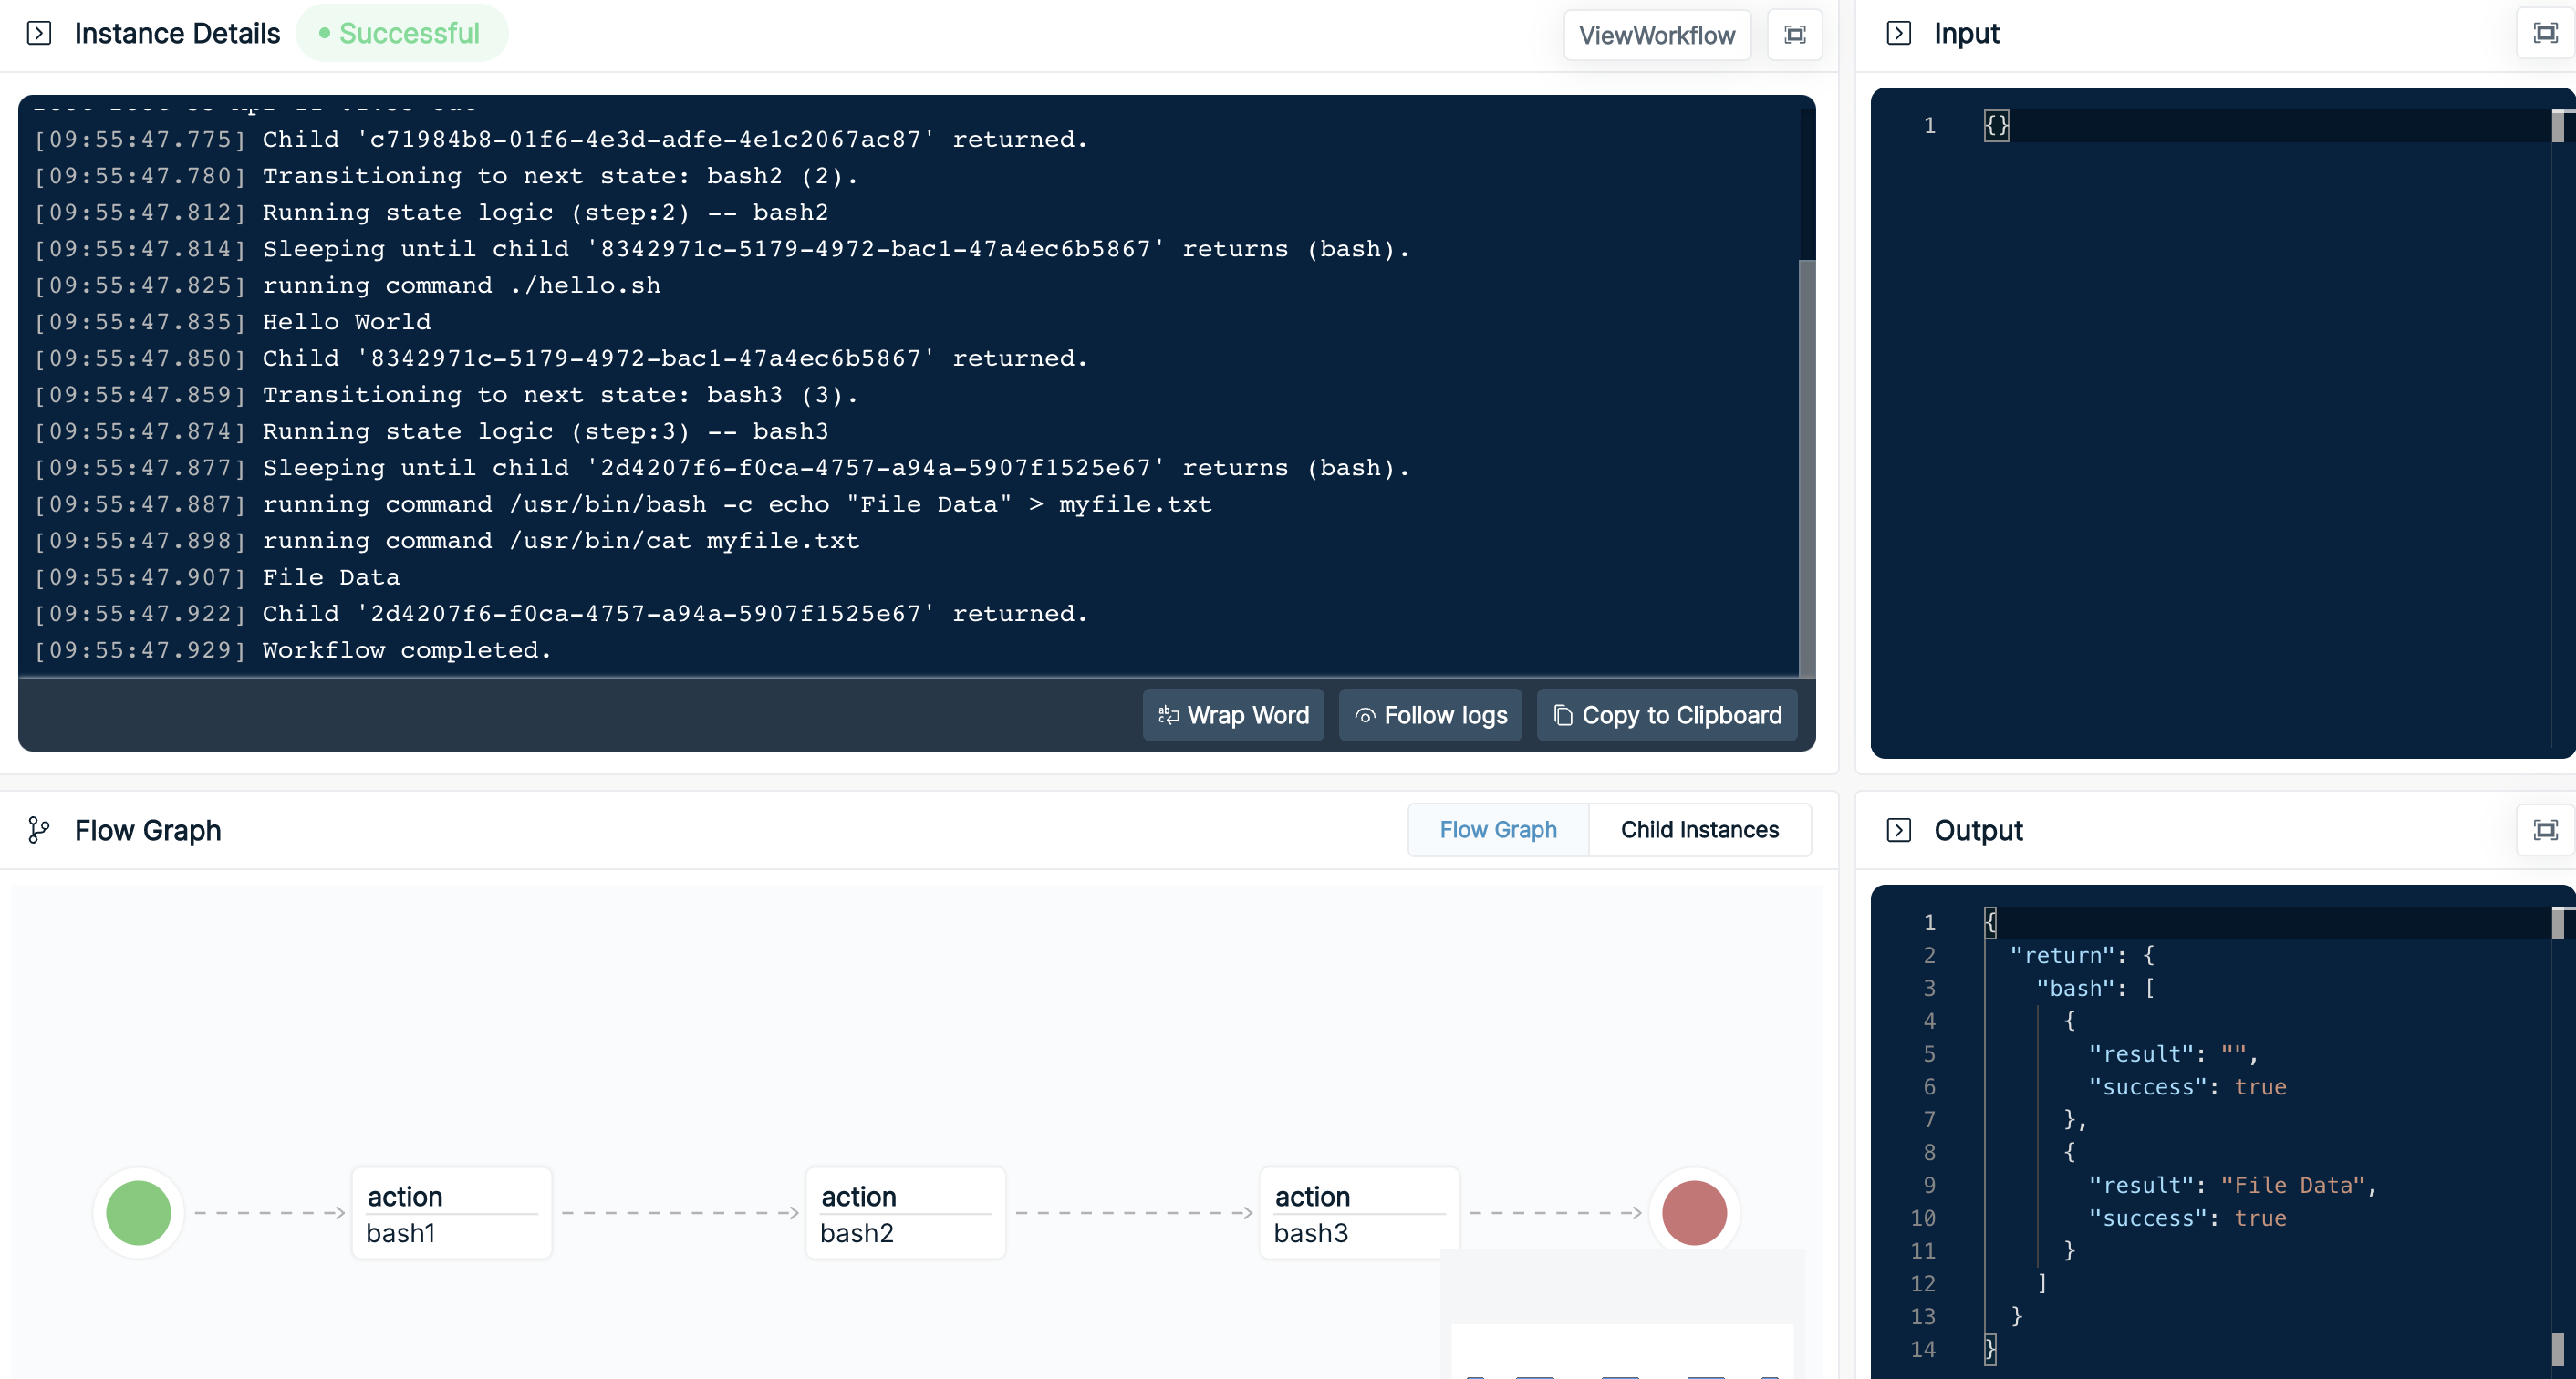 Instance Details
Successful
ViewWorkflow
[09:55:47.775] Child 'c71984b8-01f6-4e3d-adfe-4e1c2067ac87' returned.
[09:55:47.780] Transitioning to next state: bash2 (2).
[09:55:47.812] Running state logic (step:2) -- bash2
[09:55:47.814] Sleeping until child '8342971c-5179-4972-bac1-47a4ec6b5867' returns (bash).
[09:55:47.825] running command ./hello.sh
[09:55:47.835] Hello World
[09:55:47.850] Child '8342971c-5179-4972-bac1-47a4ec6b5867' returned.
[09:55:47.859] Transitioning to next state: bash3 (3).
[09:55:47.874] Running state logic (step:3) -- bash3
[09:55:47.877] Sleeping until child '2d4207f6-f0ca-4757-a94a-5907f1525e67' returns (bash).
[09:55:47.887] running command /usr/bin/bash -c echo "File Data" > myfile.txt
[09:55:47.898] running command /usr/bin/cat myfile.txt
[09:55:47.907] File Data
[09:55:47.922] Child '2d4207f6-f0ca-4757-a94a-5907f1525e67' returned.
[09:55:47.929] Workflow completed.
Wrap Word
Follow logs
Copy to Clipboard
Input
1 {}
Flow Graph
Flow Graph
Child Instances
action
bash1
action
bash2
action
bash3
Output
1 {
2 "return": {
3 "bash": [
4 {
5 "result": "",
6 "success": true
7 },
8 {
9 "result": "File Data",
10 "success": true
11 }
12 ]
13 }
14 }